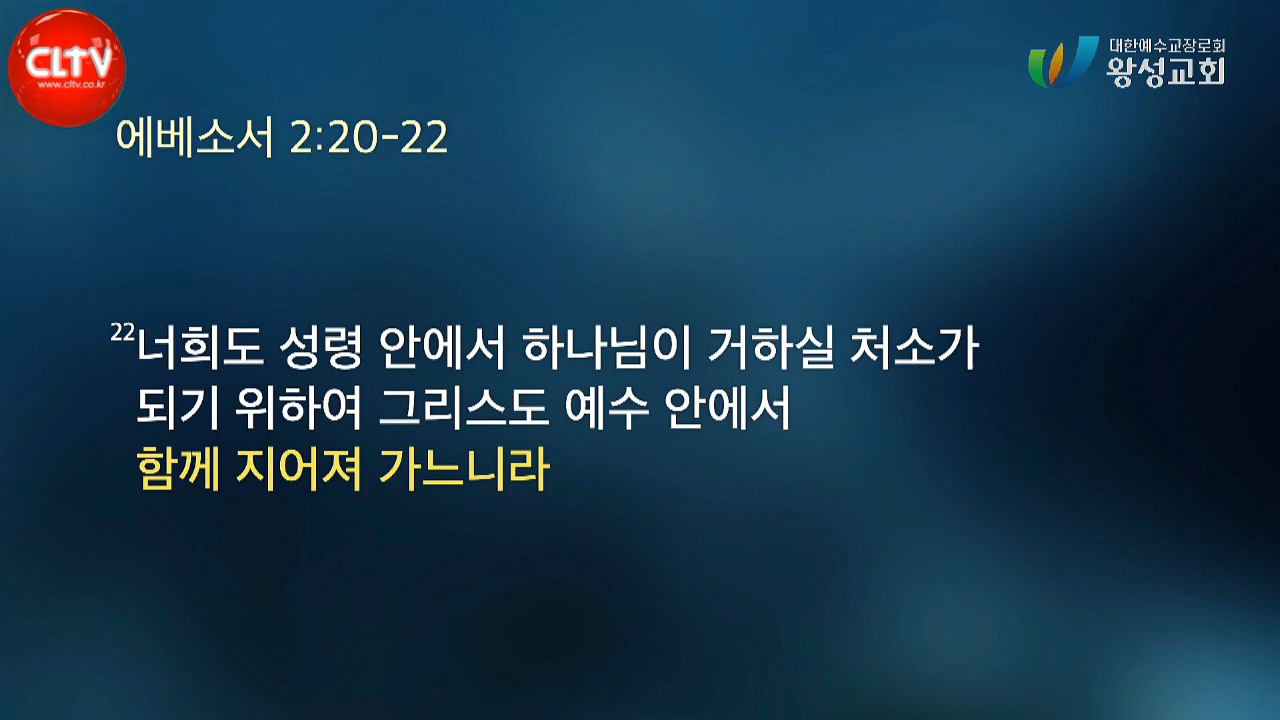 CLTV
www.cltv.co.kr
대한예수교장로회
왕성교회
에베소서 2:20-22
22너희도 성령 안에서 하나님이 거하실 처소가
되기 위하여 그리스도 예수 안에서
함께 지어져 가느니라